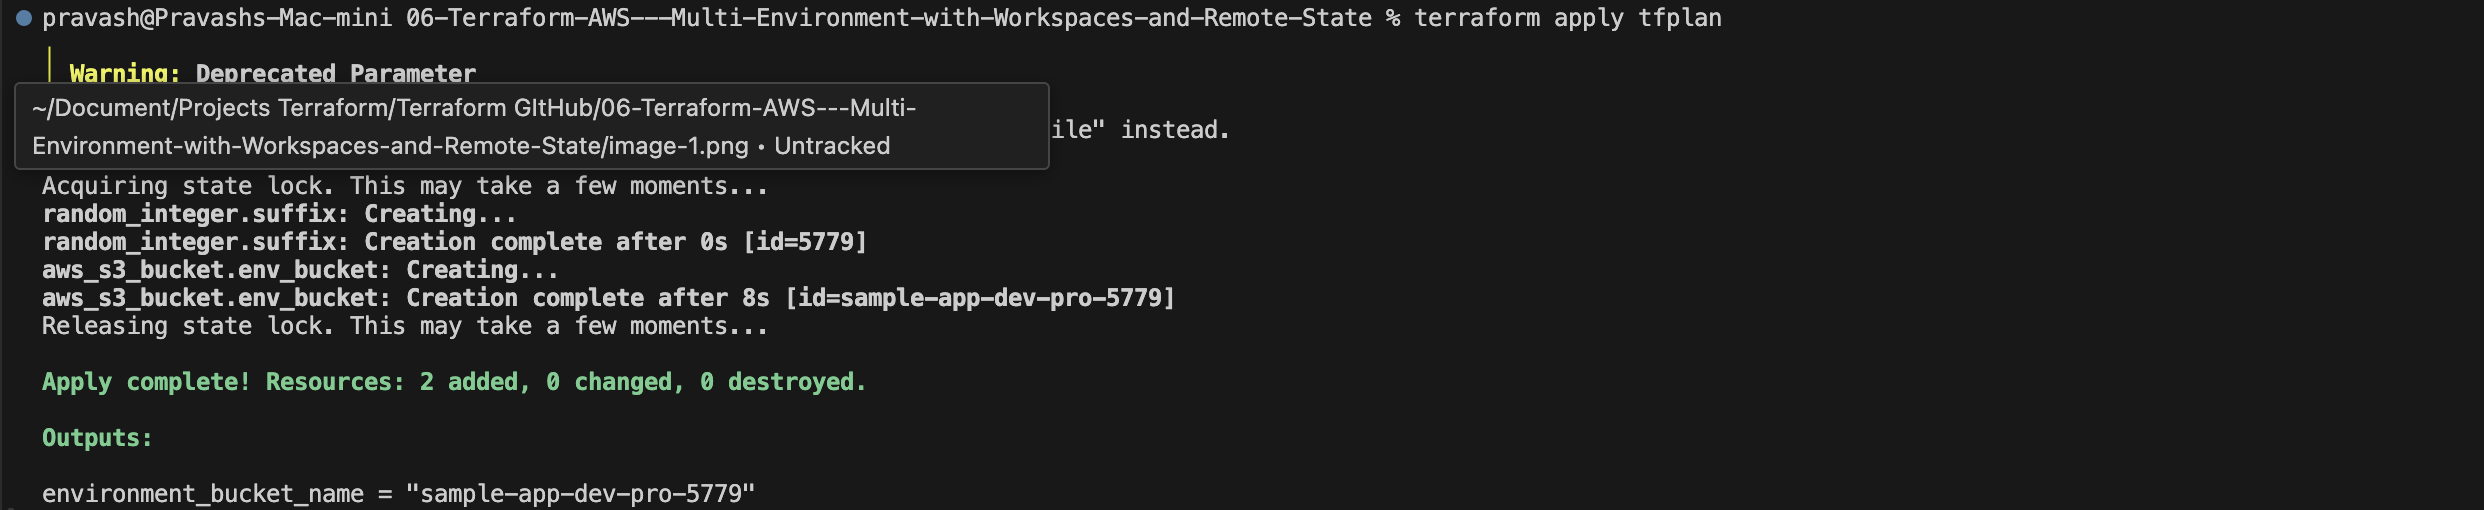 pravash@Pravashs-Mac-mini 06-Terraform-AWS---Multi-Environment-with-Workspaces-and-Remote-State % terraform apply tfplan
Warning: Deprecated Parameter
~/Document/Projects Terraform/Terraform GItHub/06-Terraform-AWS---Multi-
Environment-with-Workspaces-and-Remote-State/image-1.png • Untracked
ile" instead.
Acquiring state lock. This may take a few moments...
random_integer.suffix: Creating...
random_integer.suffix: Creation complete after 0s [id=5779]
aws_s3_bucket.env_bucket: Creating...
aws_s3_bucket.env_bucket: Creation complete after 8s [id=sample-app-dev-pro-5779]
Releasing state lock. This may take a few moments...
Apply complete! Resources: 2 added, 0 changed, 0 destroyed.
Outputs:
environment_bucket_name = "sample-app-dev-pro-5779"